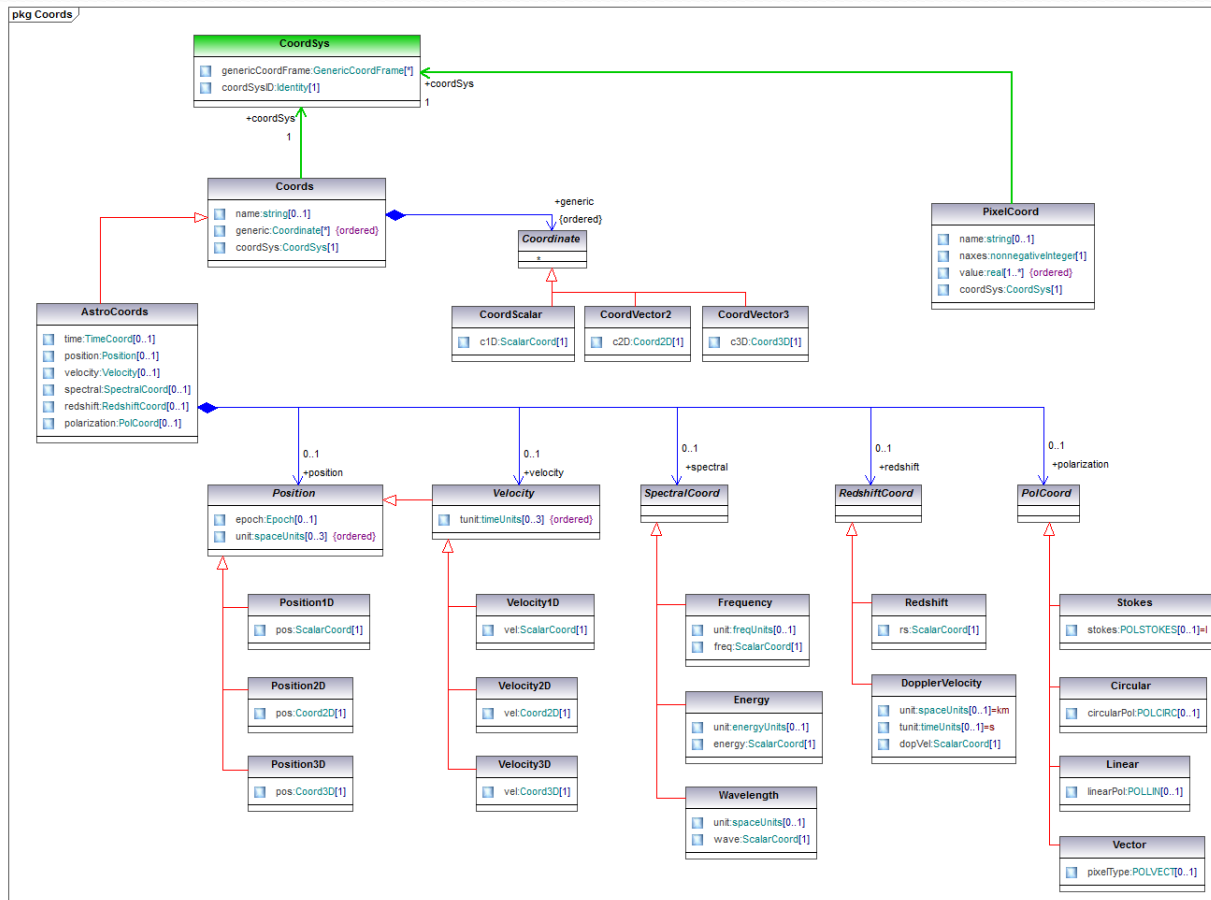 pkg Coords
CoordSys
genericCoordFrame:GenericCoordFrame[*]
coordSysID:Identity[1]
+coordSys
1
+coordSys
1
Coords
name:string[0..1]
generic:Coordinate[*] {ordered}
coordSys:CoordSys[1]
+generic
{ordered}
Coordinate
*
PixelCoord
name:string[0..1]
naxes:nonnegativeInteger[1]
value:real[1..*] {ordered}
coordSys:CoordSys[1]
CoordScalar
c1D:ScalarCoord[1]
CoordVector2
c2D:Coord2D[1]
CoordVector3
c3D:Coord3D[1]
AstroCoords
time:TimeCoord[0..1]
position:Position[0..1]
velocity:Velocity[0..1]
spectral:SpectralCoord[0..1]
redshift:RedshiftCoord[0..1]
polarization:PolCoord[0..1]
0..1
+position
0..1
+velocity
0..1
+spectral
0..1
+redshift
0..1
+polarization
Position
epoch:Epoch[0..1]
unit:spaceUnits[0..3] {ordered}
Velocity
tunit:timeUnits[0..3] {ordered}
SpectralCoord
RedshiftCoord
PolCoord
Position1D
pos:ScalarCoord[1]
Velocity1D
vel:ScalarCoord[1]
Frequency
unit:freqUnits[0..1]
freq:ScalarCoord[1]
Redshift
rs:ScalarCoord[1]
Stokes
stokes:POLSTOKES[0..1]=I
Position2D
pos:Coord2D[1]
Velocity2D
vel:Coord2D[1]
Energy
unit:energyUnits[0..1]
energy:ScalarCoord[1]
DopplerVelocity
unit:spaceUnits[0..1]=km
tunit:timeUnits[0..1]=s
dopVel:ScalarCoord[1]
Circular
circularPol:POLCIRC[0..1]
Position3D
pos:Coord3D[1]
Velocity3D
vel:Coord3D[1]
Wavelength
unit:spaceUnits[0..1]
wave:ScalarCoord[1]
Linear
linearPol:POLLIN[0..1]
Vector
pixelType:POLVECT[0..1]